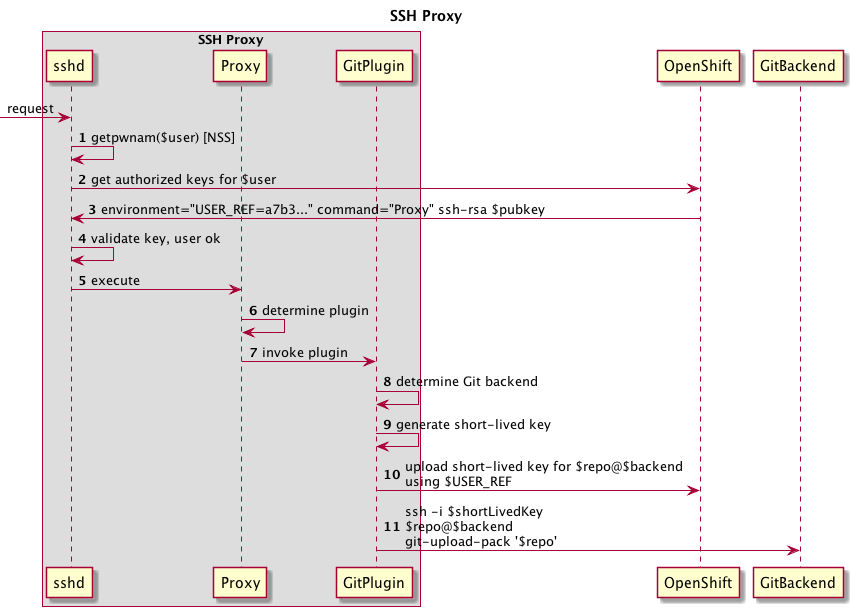 SSH Proxy
SSH Proxy
sshd Proxy GitPlugin OpenShift GitBackend
request
1 getpwnam($user) [NSS]
2 get authorized keys for $user
3 environment="USER_REF=a7b3..." command="Proxy" ssh-rsa $pubkey
4 validate key, user ok
5 execute
6 determine plugin
7 invoke plugin
8 determine Git backend
9 generate short-lived key
10 upload short-lived key for $repo@$backend
using $USER_REF
11 ssh -i $shortLivedKey
$repo@$backend
git-upload-pack '$repo'
sshd Proxy GitPlugin OpenShift GitBackend